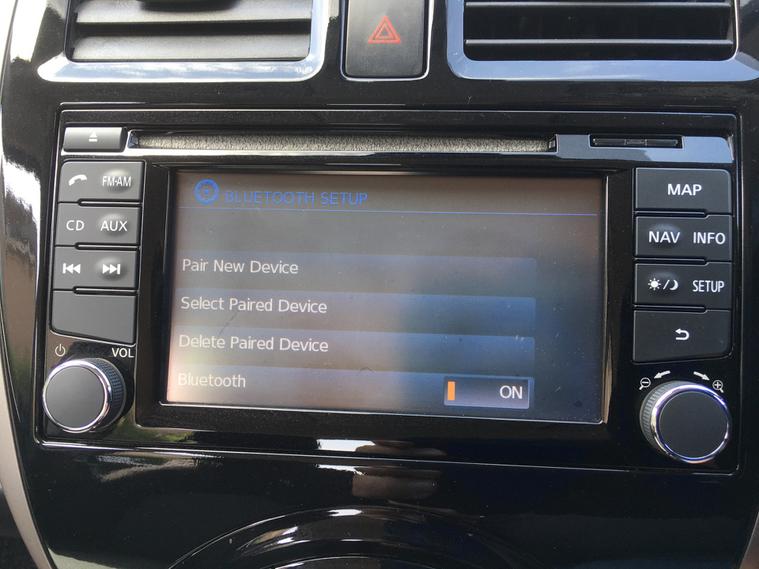 FM·AM
CD AUX
VOL
BLUETOOTH SETUP
Pair New Device
Select Paired Device
Delete Paired Device
Bluetooth ON
MAP
NAV INFO
SETUP